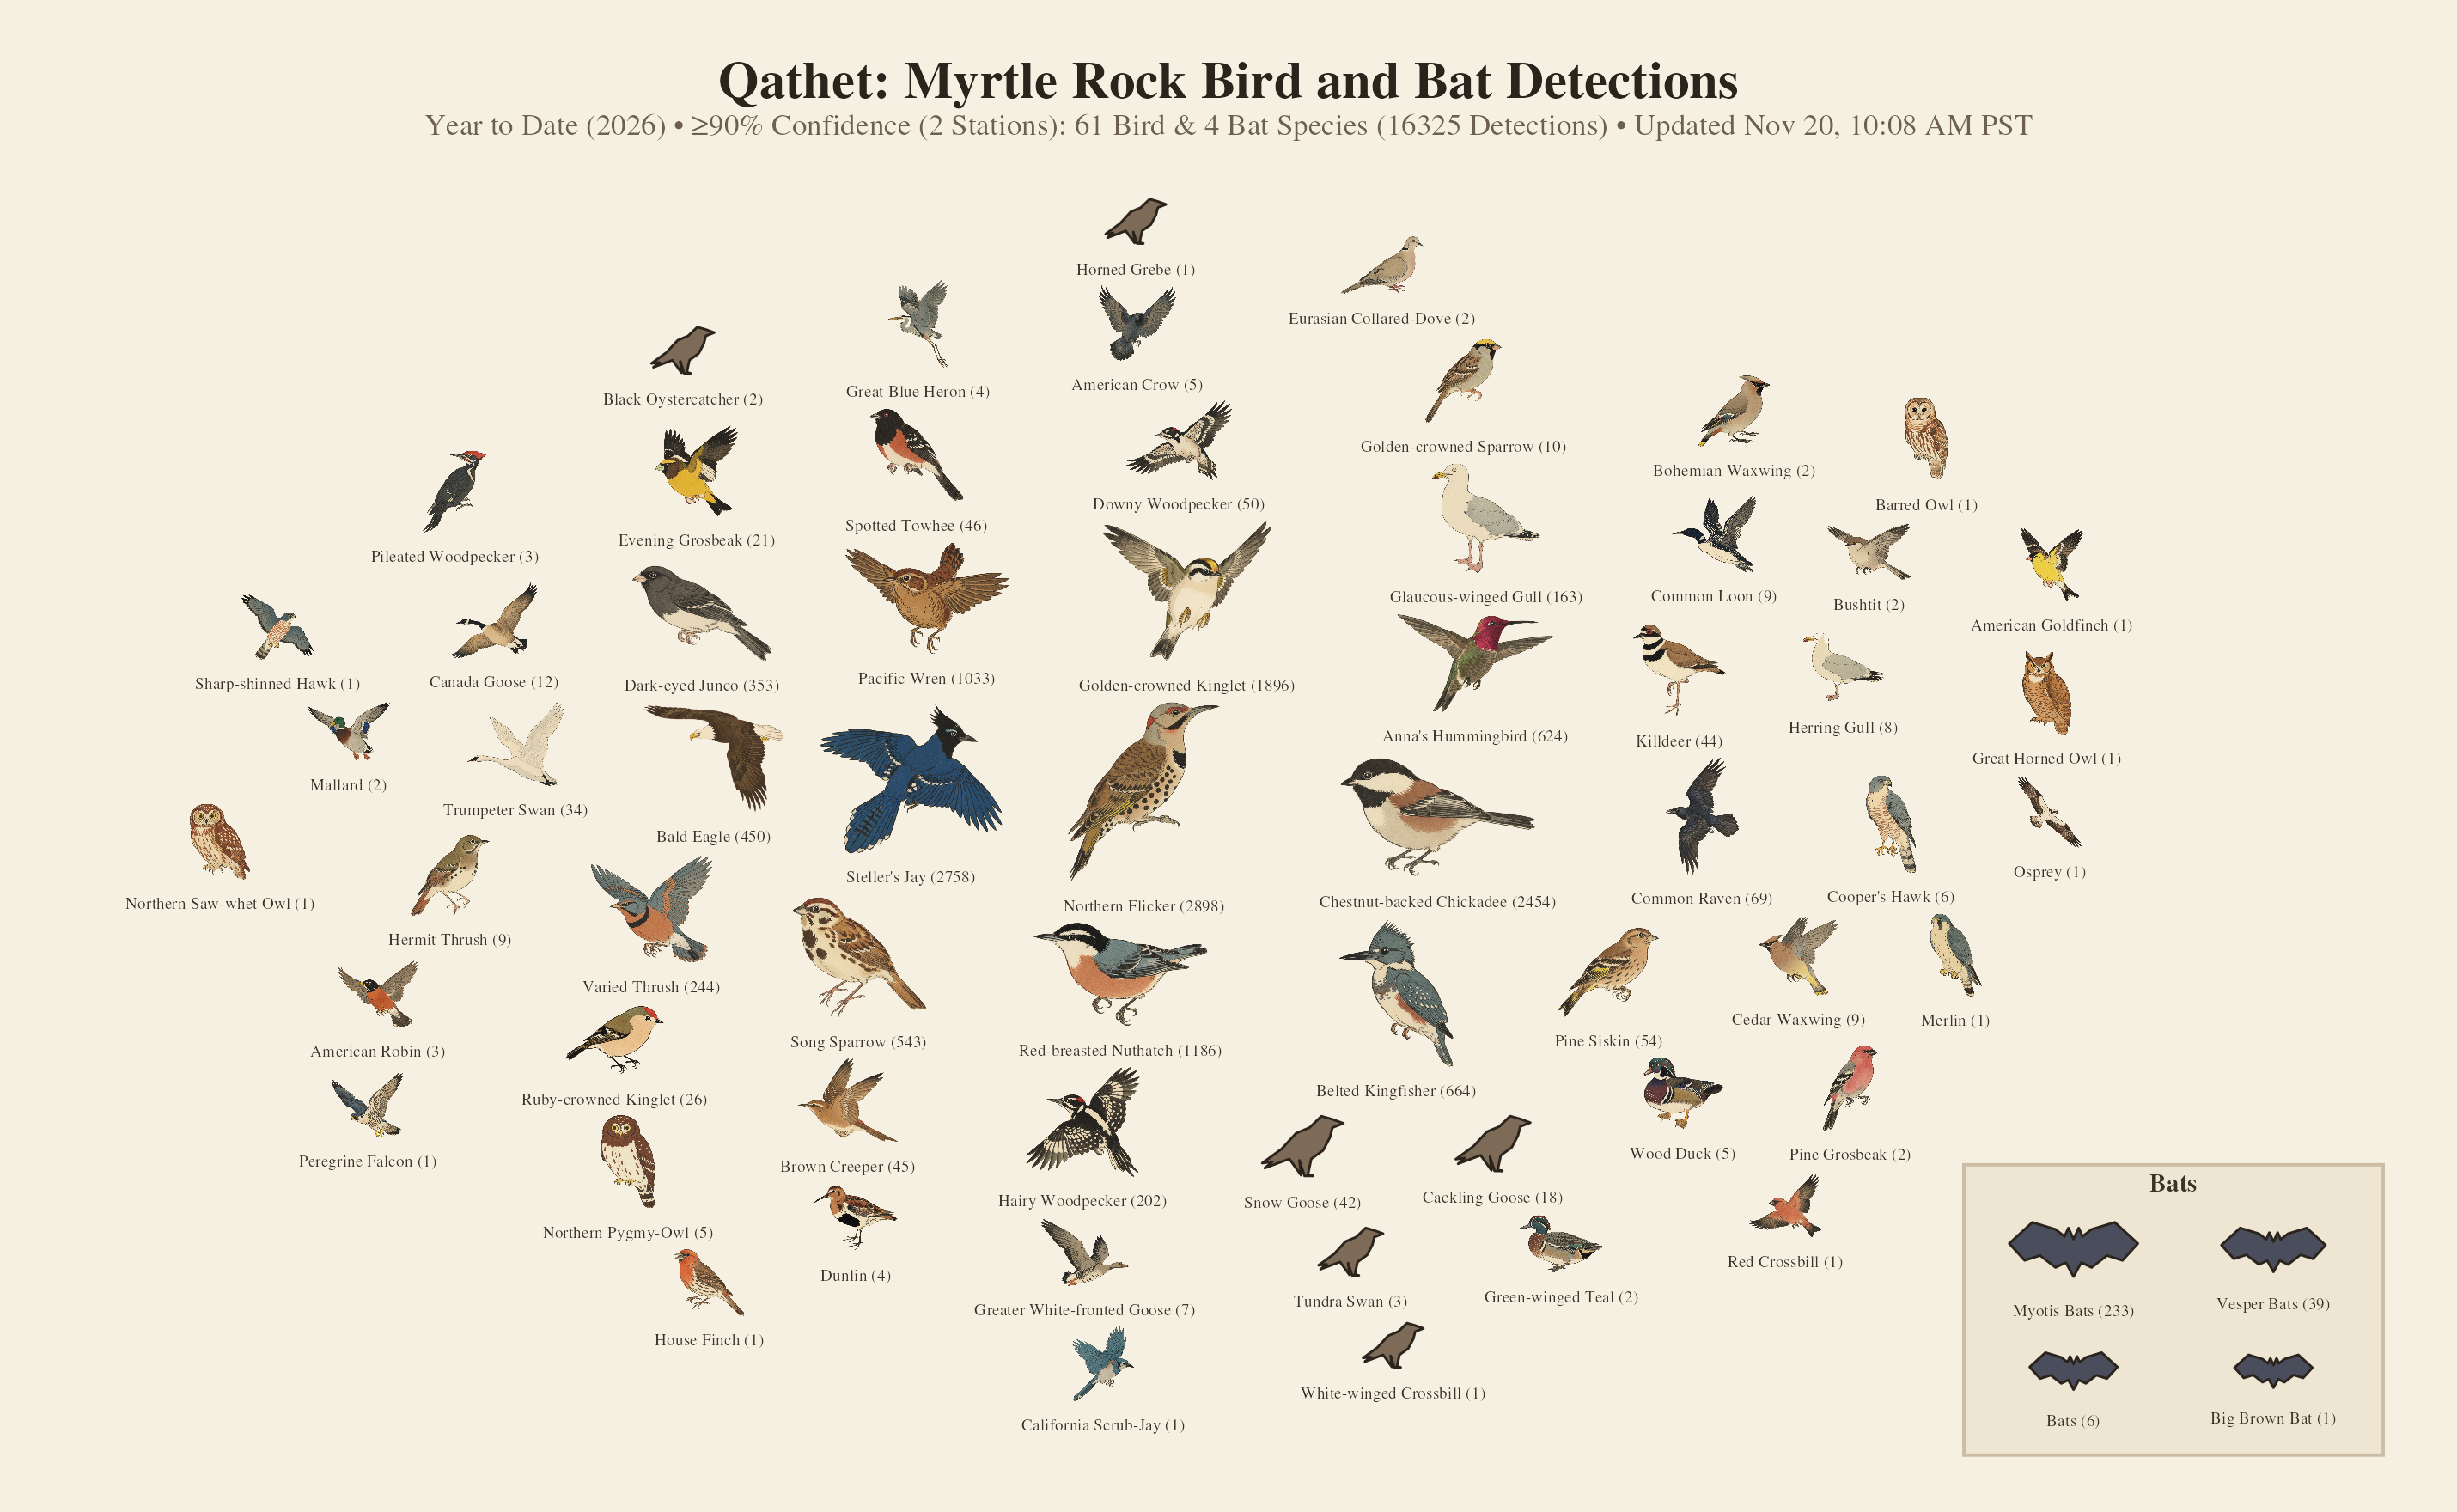 Qathet: Myrtle Rock Bird and Bat Detections
Year to Date (2026) • ≥90% Confidence (2 Stations): 61 Bird & 4 Bat Species (16325 Detections) • Updated Nov 20, 10:08 AM PST
Horned Grebe (1)
Eurasian Collared-Dove (2)
Black Oystercatcher (2)
Great Blue Heron (4)
American Crow (5)
Golden-crowned Sparrow (10)
Bohemian Waxwing (2)
Barred Owl (1)
Pileated Woodpecker (3)
Evening Grosbeak (21)
Spotted Towhee (46)
Downy Woodpecker (50)
Glaucous-winged Gull (163)
Common Loon (9)
Bushtit (2)
American Goldfinch (1)
Sharp-shinned Hawk (1)
Canada Goose (12)
Dark-eyed Junco (353)
Pacific Wren (1033)
Golden-crowned Kinglet (1896)
Anna's Hummingbird (624)
Killdeer (44)
Herring Gull (8)
Great Horned Owl (1)
Mallard (2)
Trumpeter Swan (34)
Bald Eagle (450)
Steller's Jay (2758)
Northern Flicker (2898)
Chestnut-backed Chickadee (2454)
Common Raven (69)
Cooper's Hawk (6)
Osprey (1)
Northern Saw-whet Owl (1)
Hermit Thrush (9)
Varied Thrush (244)
Song Sparrow (543)
Red-breasted Nuthatch (1186)
Belted Kingfisher (664)
Pine Siskin (54)
Cedar Waxwing (9)
Merlin (1)
American Robin (3)
Ruby-crowned Kinglet (26)
Brown Creeper (45)
Hairy Woodpecker (202)
Snow Goose (42)
Cackling Goose (18)
Wood Duck (5)
Pine Grosbeak (2)
Peregrine Falcon (1)
Northern Pygmy-Owl (5)
Dunlin (4)
Greater White-fronted Goose (7)
Tundra Swan (3)
Green-winged Teal (2)
Red Crossbill (1)
House Finch (1)
California Scrub-Jay (1)
White-winged Crossbill (1)
Bats
Myotis Bats (233)
Vesper Bats (39)
Bats (6)
Big Brown Bat (1)